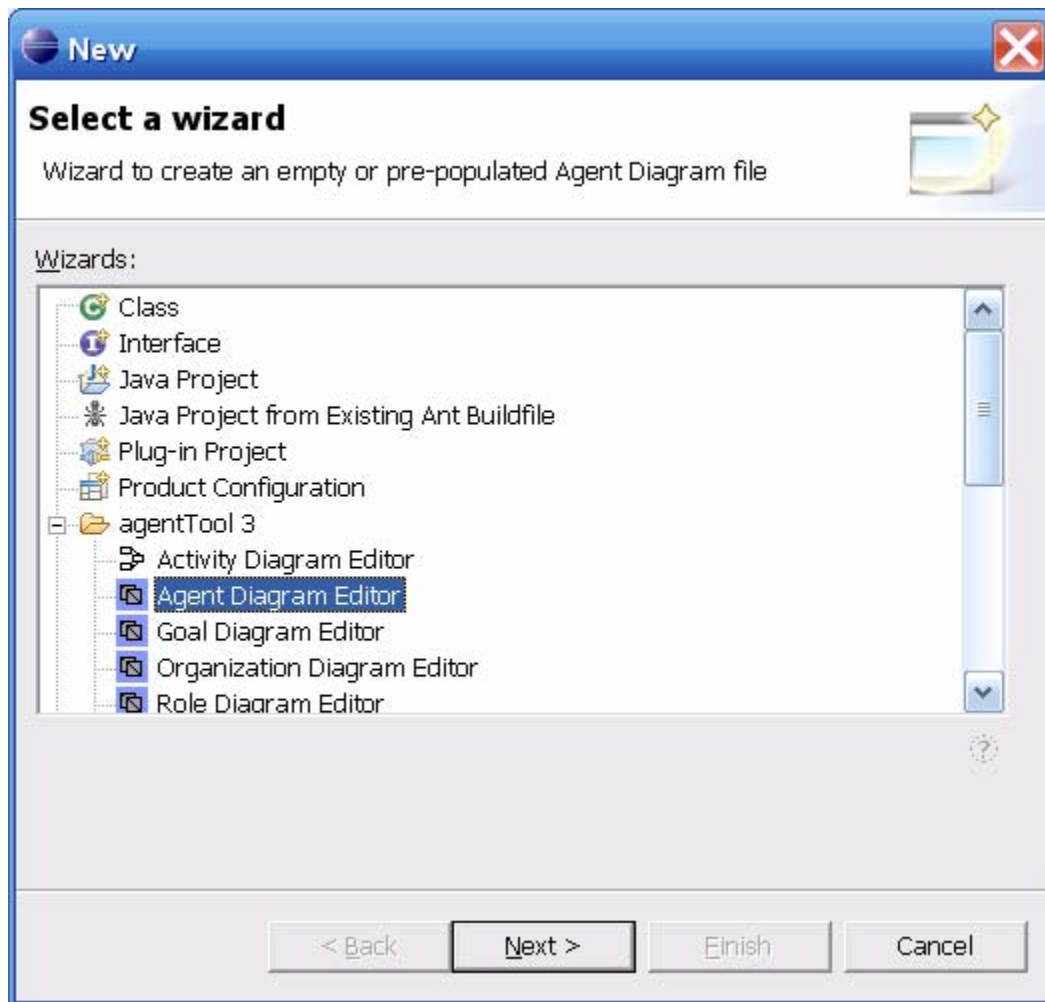 New
Select a wizard
Wizard to create an empty or pre-populated Agent Diagram file
Wizards:
Class
Interface
Java Project
Java Project from Existing Ant Buildfile
Plug-in Project
Product Configuration
agentTool 3
Activity Diagram Editor
Agent Diagram Editor
Goal Diagram Editor
Organization Diagram Editor
Role Diagram Editor
< Back Next > Finish Cancel